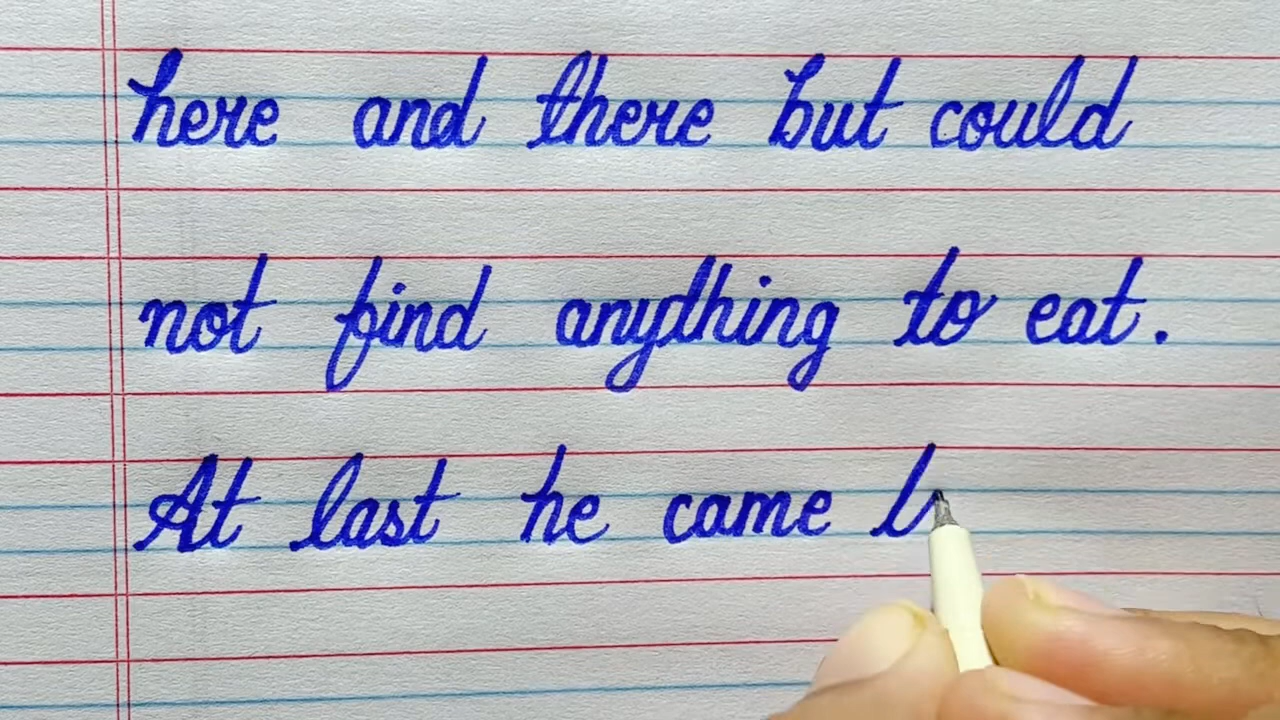 here and there but could
not find anything to eat.
At last he came